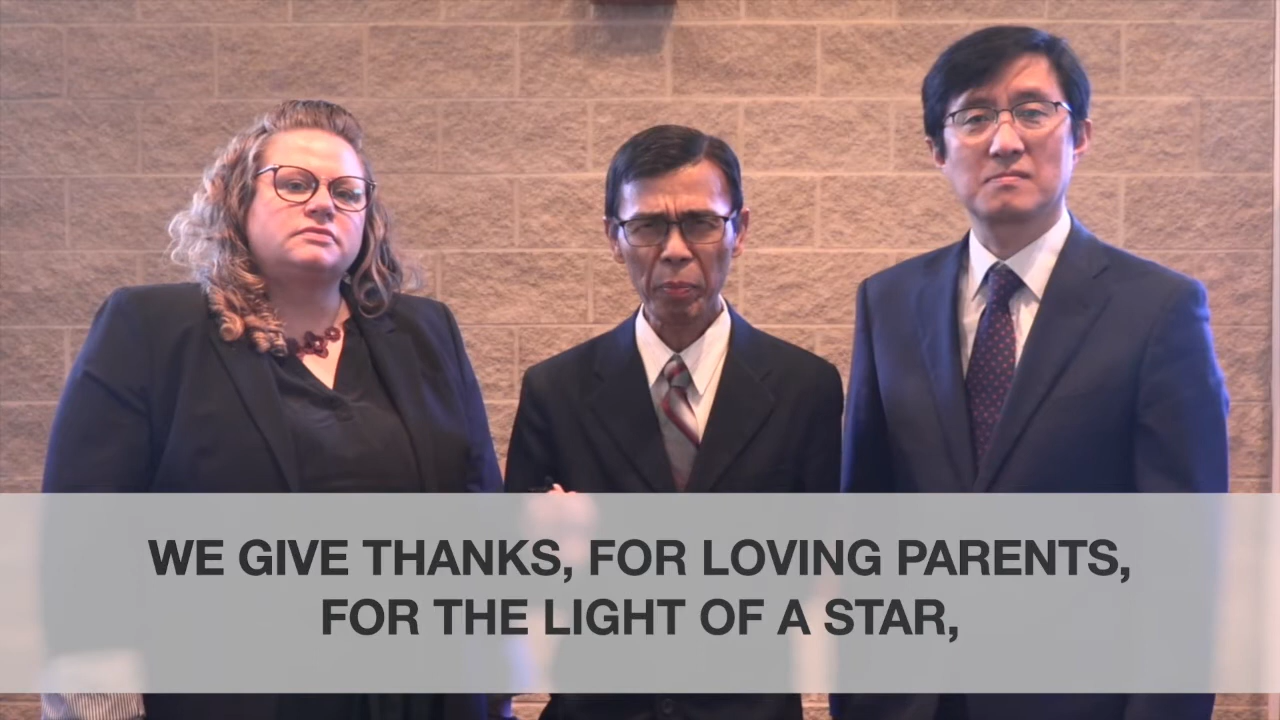 WE GIVE THANKS, FOR LOVING PARENTS,
FOR THE LIGHT OF A STAR,